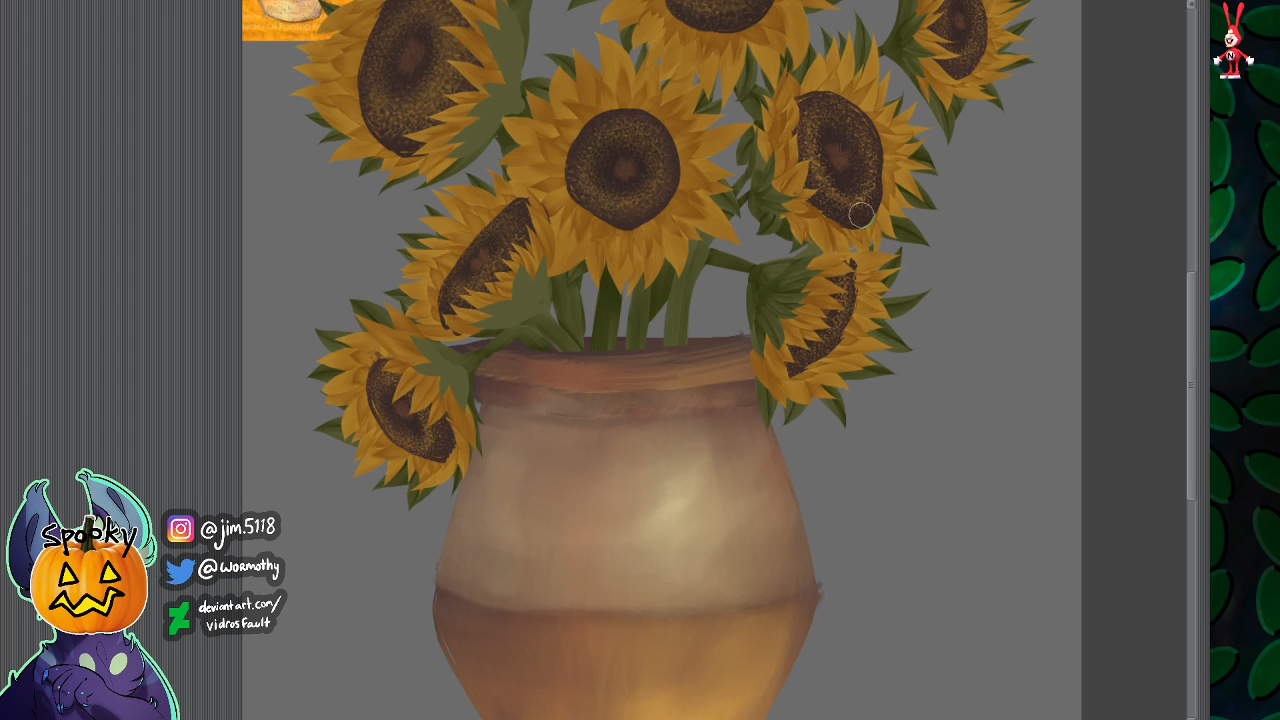 Spooky
@jim.5118
@Wormothy
deviantart.com/
vidrosfault
N